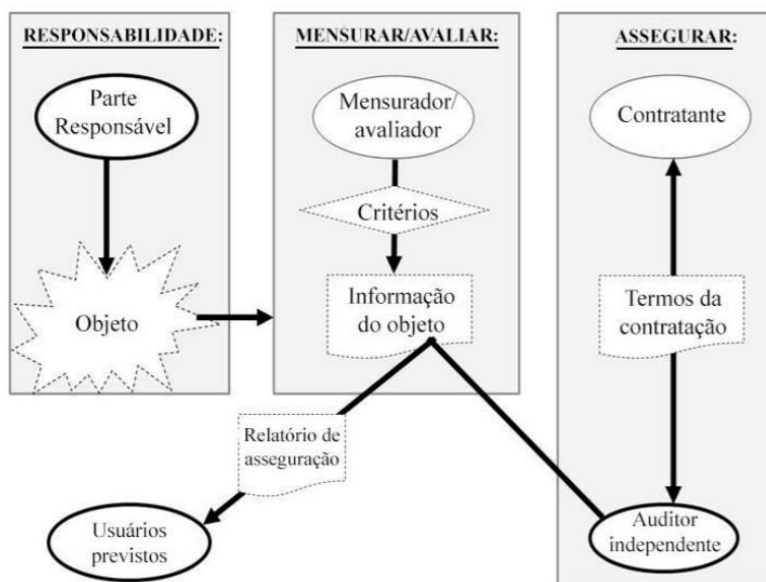 RESPONSABILIDADE:
Parte
Responsável
Objeto
MENSURAR/AVALIAR:
Mensurador/
avaliador
Critérios
Informação
do objeto
ASSEGURAR:
Contratante
Termos da
contratação
Auditor
independente
Relatório de
asseguração
Usuários
previstos